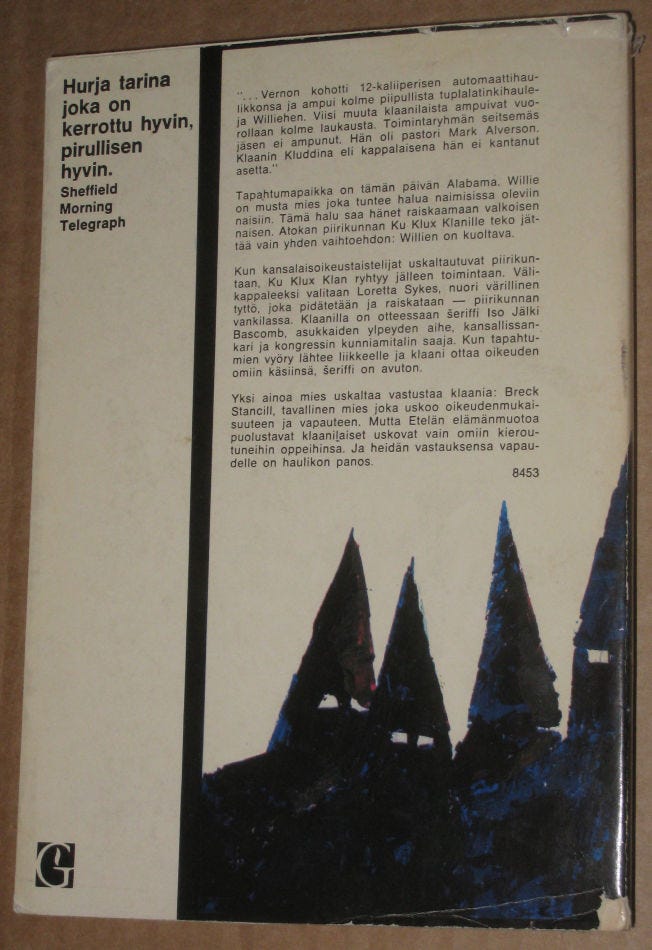 Hurja tarina
joka on
kerrottu hyvin,
pirullisen
hyvin.
Sheffield
Morning
Telegraph
"...Vernon kohotti 12-kaliiperisen automaattihau-
likkonsa ja ampui kolme piipullista tuplalatinkihaule-
ja Williehen. Viisi muuta klaanilaista ampuivat vuo-
rollaan kolme laukausta. Toimintaryhmän seitsemäs
jäsen ei ampunut. Hän oli pastori Mark Alverson.
Klaanin Kluddina eli kappalaisena hän ei kantanut
asetta."
Tapahtumapaikka on tämän päivän Alabama. Willie
on musta mies joka tuntee halua naimisissa oleviin
naisiin. Tämä halu saa hänet raiskaamaan valkoisen
naisen. Atokan piirikunnan Ku Klux Klanille teko jät-
tää vain yhden vaihtoehdon: Willien on kuoltava.
Kun kansalaisoikeustaistelijat uskaltautuvat piirikun-
taan, Ku Klux Klan ryhtyy jälleen toimintaan. Väli-
kappaleeksi valitaan Loretta Sykes, nuori värillinen
tyttö, joka pidätetään ja raiskataan — piirikunnan
vankilassa. Klaanilla on otteessaan šeriffi Iso Jälki
Bascomb, asukkaiden ylpeyden aihe, kansallissan-
kari ja kongressin kunniamitalin saaja. Kun tapahtu-
mien vyöry lähtee liikkeelle ja klaani ottaa oikeuden
omiin käsiinsä, šeriffi on avuton.
Yksi ainoa mies uskaltaa vastustaa klaania: Breck
Stancill, tavallinen mies joka uskoo oikeudenmukai-
suuteen ja vapauteen. Mutta Etelän elämänmuotoa
puolustavat klaanilaiset uskovat vain omiin kierou-
tuneihin oppeihinsa. Ja heidän vastauksensa vapau-
delle on haulikon panos.
8453
G